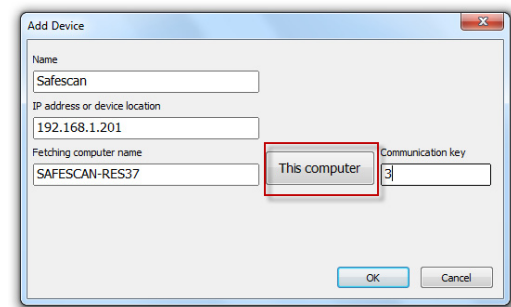 Add Device
X
Name
Safescan
IP address or device location
192.168.1.201
Fetching computer name
SAFESCAN-RES37
This computer
Communication key
3
OK
Cancel